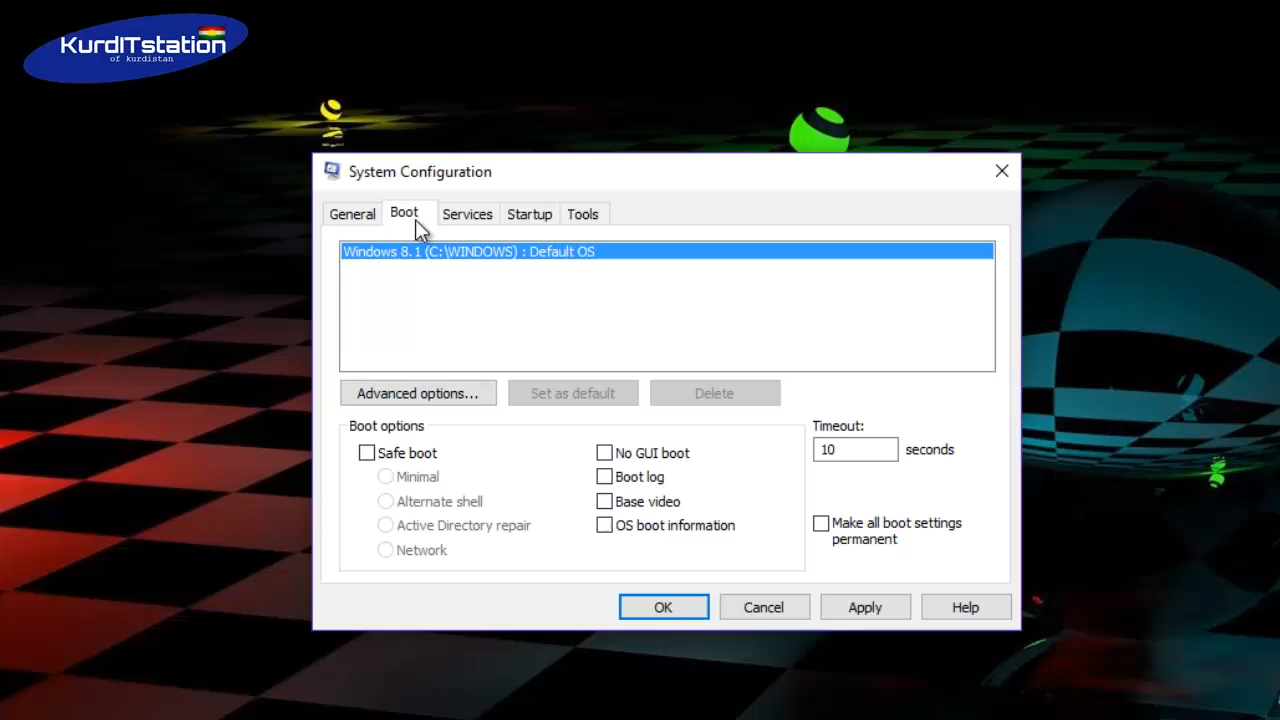 KurdITstation
of kurdistan
System Configuration
General
Boot
Services
Startup
Tools
Windows 8.1 (C:\WINDOWS) : Default OS
Advanced options...
Set as default
Delete
Boot options
Safe boot
Minimal
Alternate shell
Active Directory repair
Network
No GUI boot
Boot log
Base video
OS boot information
Timeout:
10
seconds
Make all boot settings
permanent
OK
Cancel
Apply
Help